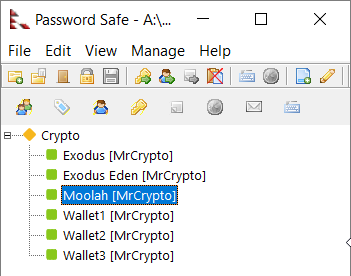 Password Safe - A:\...
File Edit View Manage Help
Crypto
Exodus [MrCrypto]
Exodus Eden [MrCrypto]
Moolah [MrCrypto]
Wallet1 [MrCrypto]
Wallet2 [MrCrypto]
Wallet3 [MrCrypto]